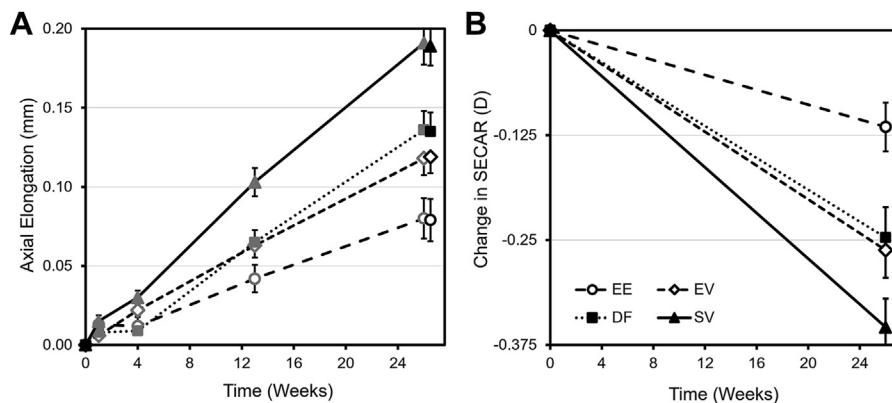 A
Axial Elongation (mm)
0.20
0.15
0.10
0.05
0.00
0
4
8
12
16
20
24
Time (Weeks)
B
Change in SECAR (D)
0
-0.125
-0.25
-0.375
EE
EV
DF
SV
0
4
8
12
16
20
24
Time (Weeks)